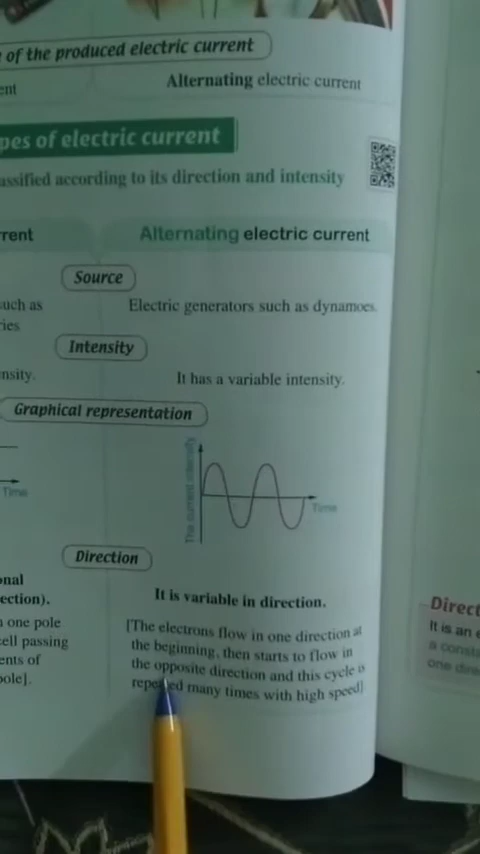 of the produced electric current
ent
Alternating electric current
pes of electric current
assified according to its direction and intensity
rrent
Alternating electric current
Source
such as
ries
Electric generators such as dynamoes.
Intensity
nsity.
It has a variable intensity.
Graphical representation
The current intensity
Time
Time
Direction
onal
ection).
It is variable in direction.
one pole
cell passing
ents of
pole].
[The electrons flow in one direction at
the beginning, then starts to flow in
the opposite direction and this cycle is
many times with high speed]
Direct
It is an e
a consta
one dire